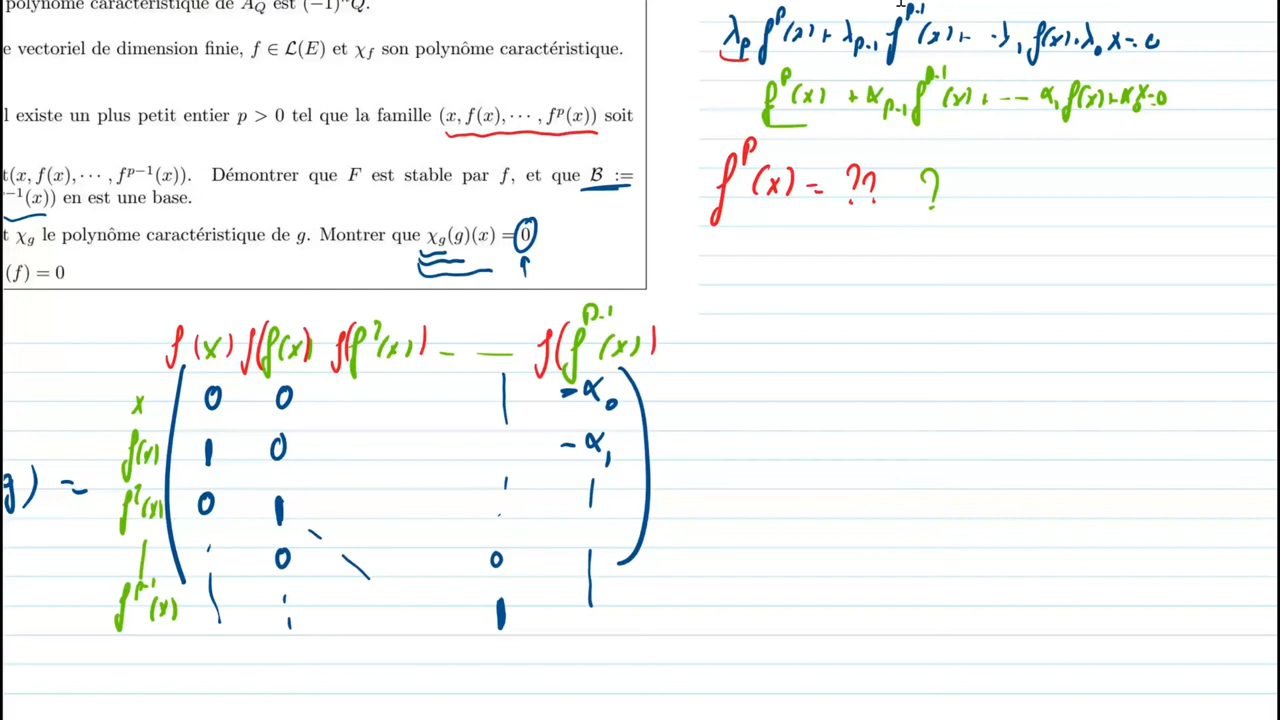 polynôme caractéristique de A_Q est (−1)ⁿQ.
e vectoriel de dimension finie, f ∈ ℒ(E) et χ_f son polynôme caractéristique.
l existe un plus petit entier p > 0 tel que la famille (x, f(x), ⋯ , f^p(x)) soit
t(x, f(x), ⋯ , f^{p−1}(x)). Démontrer que F est stable par f, et que ℬ :=
^{−1}(x)) en est une base.
t χ_g le polynôme caractéristique de g. Montrer que χ_g(g)(x) = 0
(f) = 0
λ_p f^p(x) + λ_{p-1} f^{p-1}(x) + - λ_1 f(x) + λ_0 x = 0
f^p(x) + α_{p-1} f^{p-1}(x) + --- α_1 f(x) + α_0 x = 0
f^p(x) = ?? ?
f(x) f(f(x)) f(f²(x)) - — f(f^{p-1}(x))
x 0 0 | -α_0
f(x) 1 0 -α_1
g) = f²(x) 0 1
0 0
f^{p-1}(x) 1